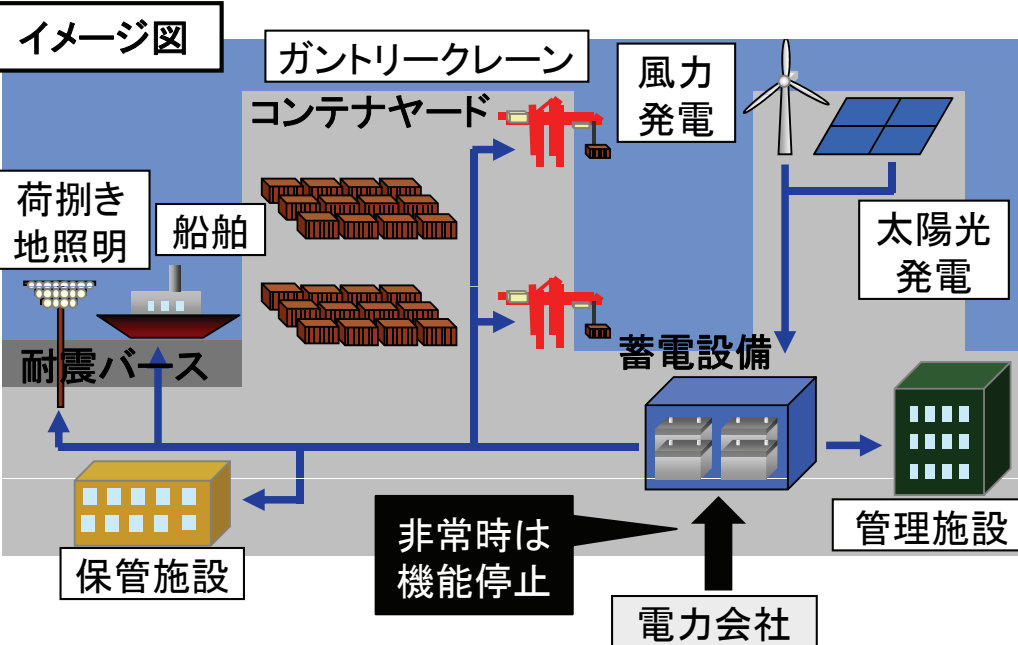 イメージ図
ガントリークレーン
コンテナヤード
風力
発電
荷捌き
地照明
船舶
太陽光
発電
耐震バース
蓄電設備
非常時は
機能停止
管理施設
保管施設
電力会社